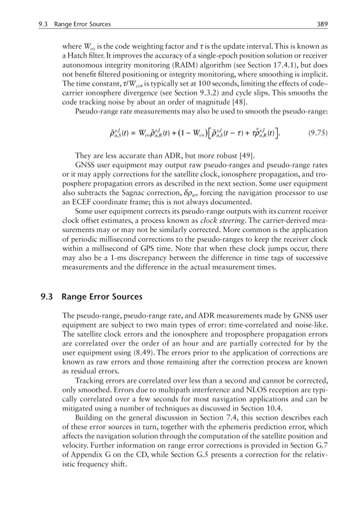 9.3 Range Error Sources 389
where W_co is the code weighting factor and τ is the update interval. This is known as
a Hatch filter. It improves the accuracy of a single-epoch position solution or receiver
autonomous integrity monitoring (RAIM) algorithm (see Section 17.4.1), but does
not benefit filtered positioning or integrity monitoring, where smoothing is implicit.
The time constant, τ/W_co, is typically set at 100 seconds, limiting the effects of code–
carrier ionosphere divergence (see Section 9.3.2) and cycle slips. This smooths the
code tracking noise by about an order of magnitude [48].
Pseudo-range rate measurements may also be used to smooth the pseudo-range:
(9.75)
They are less accurate than ADR, but more robust [49].
GNSS user equipment may output raw pseudo-ranges and pseudo-range rates
or it may apply corrections for the satellite clock, ionosphere propagation, and tro-
posphere propagation errors as described in the next section. Some user equipment
also subtracts the Sagnac correction, δρ_ie, forcing the navigation processor to use
an ECEF coordinate frame; this is not always documented.
Some user equipment corrects its pseudo-range outputs with its current receiver
clock offset estimates, a process known as clock steering. The carrier-derived mea-
surements may or may not be similarly corrected. More common is the application
of periodic millisecond corrections to the pseudo-ranges to keep the receiver clock
within a millisecond of GPS time. Note that when these clock jumps occur, there
may also be a 1-ms discrepancy between the difference in time tags of successive
measurements and the difference in the actual measurement times.
9.3 Range Error Sources
The pseudo-range, pseudo-range rate, and ADR measurements made by GNSS user
equipment are subject to two main types of error: time-correlated and noise-like.
The satellite clock errors and the ionosphere and troposphere propagation errors
are correlated over the order of an hour and are partially corrected for by the
user equipment using (8.49). The errors prior to the application of corrections are
known as raw errors and those remaining after the correction process are known
as residual errors.
Tracking errors are correlated over less than a second and cannot be corrected,
only smoothed. Errors due to multipath interference and NLOS reception are typi-
cally correlated over a few seconds for most navigation applications and can be
mitigated using a number of techniques as discussed in Section 10.4.
Building on the general discussion in Section 7.4, this section describes each
of these error sources in turn, together with the ephemeris prediction error, which
affects the navigation solution through the computation of the satellite position and
velocity. Further information on range error corrections is provided in Section G.7
of Appendix G on the CD, while Section G.5 presents a correction for the relativ-
istic frequency shift.